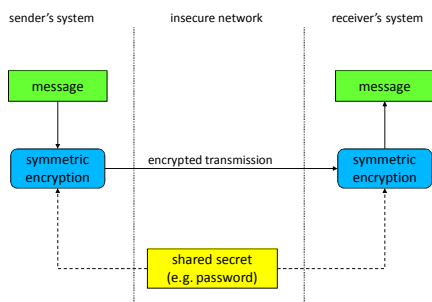 sender's system
insecure network
receiver's system
message
message
symmetric
encryption
encrypted transmission
symmetric
encryption
shared secret
(e.g. password)